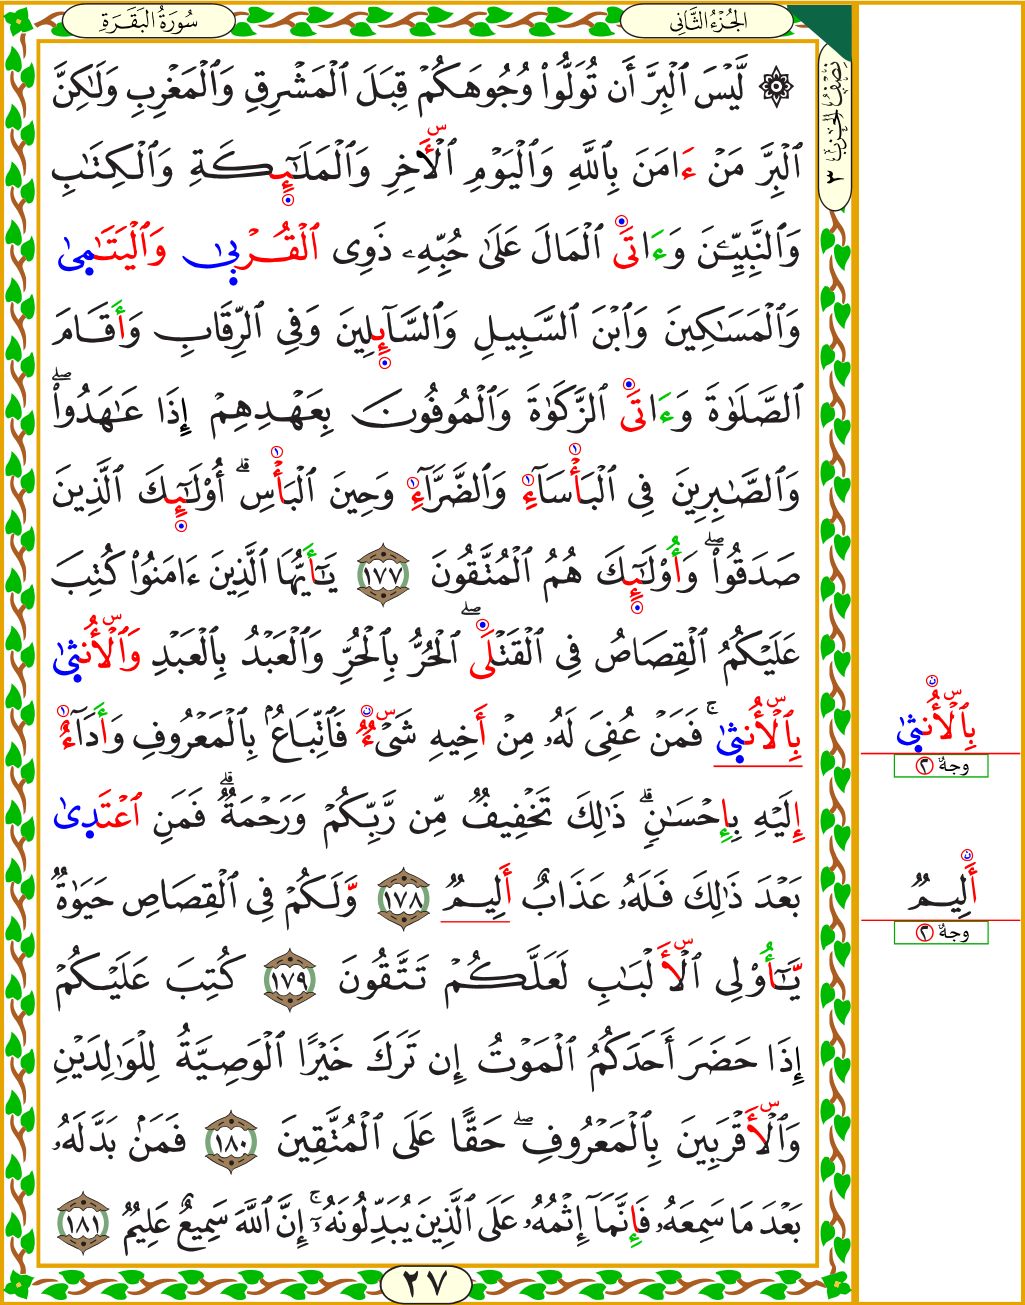 سُورَةُ البَقَرَةِ
الجُزْءُ الثَّانِى
نِصْفُ الحِزْبِ ٣
۞ لَّيْسَ ٱلْبِرَّ أَن تُوَلُّوا۟ وُجُوهَكُمْ قِبَلَ ٱلْمَشْرِقِ وَٱلْمَغْرِبِ وَلَـٰكِنَّ
ٱلْبِرَّ مَنْ ءَامَنَ بِٱللَّهِ وَٱلْيَوْمِ ٱلْـَٔاخِرِ وَٱلْمَلَـٰٓئِكَةِ وَٱلْكِتَـٰبِ
وَٱلنَّبِيِّـۧنَ وَءَاتَى ٱلْمَالَ عَلَىٰ حُبِّهِۦ ذَوِى ٱلْقُرْبَىٰ وَٱلْيَتَـٰمَىٰ
وَٱلْمَسَـٰكِينَ وَٱبْنَ ٱلسَّبِيلِ وَٱلسَّآئِلِينَ وَفِى ٱلرِّقَابِ وَأَقَامَ
ٱلصَّلَوٰةَ وَءَاتَى ٱلزَّكَوٰةَ وَٱلْمُوفُونَ بِعَهْدِهِمْ إِذَا عَـٰهَدُوا۟ ۖ
وَٱلصَّـٰبِرِينَ فِى ٱلْبَأْسَآءِ وَٱلضَّرَّآءِ وَحِينَ ٱلْبَأْسِ ۗ أُو۟لَـٰٓئِكَ ٱلَّذِينَ
صَدَقُوا۟ ۖ وَأُو۟لَـٰٓئِكَ هُمُ ٱلْمُتَّقُونَ ١٧٧ يَـٰٓأَيُّهَا ٱلَّذِينَ ءَامَنُوا۟ كُتِبَ
عَلَيْكُمُ ٱلْقِصَاصُ فِى ٱلْقَتْلَى ۖ ٱلْحُرُّ بِٱلْحُرِّ وَٱلْعَبْدُ بِٱلْعَبْدِ وَٱلْأُنثَىٰ
بِٱلْأُنثَىٰ ۚ فَمَنْ عُفِىَ لَهُۥ مِنْ أَخِيهِ شَىْءٌ فَٱتِّبَاعٌۢ بِٱلْمَعْرُوفِ وَأَدَآءٌ
إِلَيْهِ بِإِحْسَـٰنٍ ۗ ذَٰلِكَ تَخْفِيفٌ مِّن رَّبِّكُمْ وَرَحْمَةٌ ۗ فَمَنِ ٱعْتَدَىٰ
بَعْدَ ذَٰلِكَ فَلَهُۥ عَذَابٌ أَلِيمٌ ١٧٨ وَلَكُمْ فِى ٱلْقِصَاصِ حَيَوٰةٌ
يَـٰٓأُو۟لِى ٱلْأَلْبَـٰبِ لَعَلَّكُمْ تَتَّقُونَ ١٧٩ كُتِبَ عَلَيْكُمْ
إِذَا حَضَرَ أَحَدَكُمُ ٱلْمَوْتُ إِن تَرَكَ خَيْرًا ٱلْوَصِيَّةُ لِلْوَٰلِدَيْنِ
وَٱلْأَقْرَبِينَ بِٱلْمَعْرُوفِ ۖ حَقًّا عَلَى ٱلْمُتَّقِينَ ١٨٠ فَمَنۢ بَدَّلَهُۥ
بَعْدَ مَا سَمِعَهُۥ فَإِنَّمَآ إِثْمُهُۥ عَلَى ٱلَّذِينَ يُبَدِّلُونَهُۥٓ ۚ إِنَّ ٱللَّهَ سَمِيعٌ عَلِيمٌ ١٨١
بِٱلْأُنثَىٰ
وجهٌ ٢
أَلِيمٌ
وجهٌ ٢
٢٧